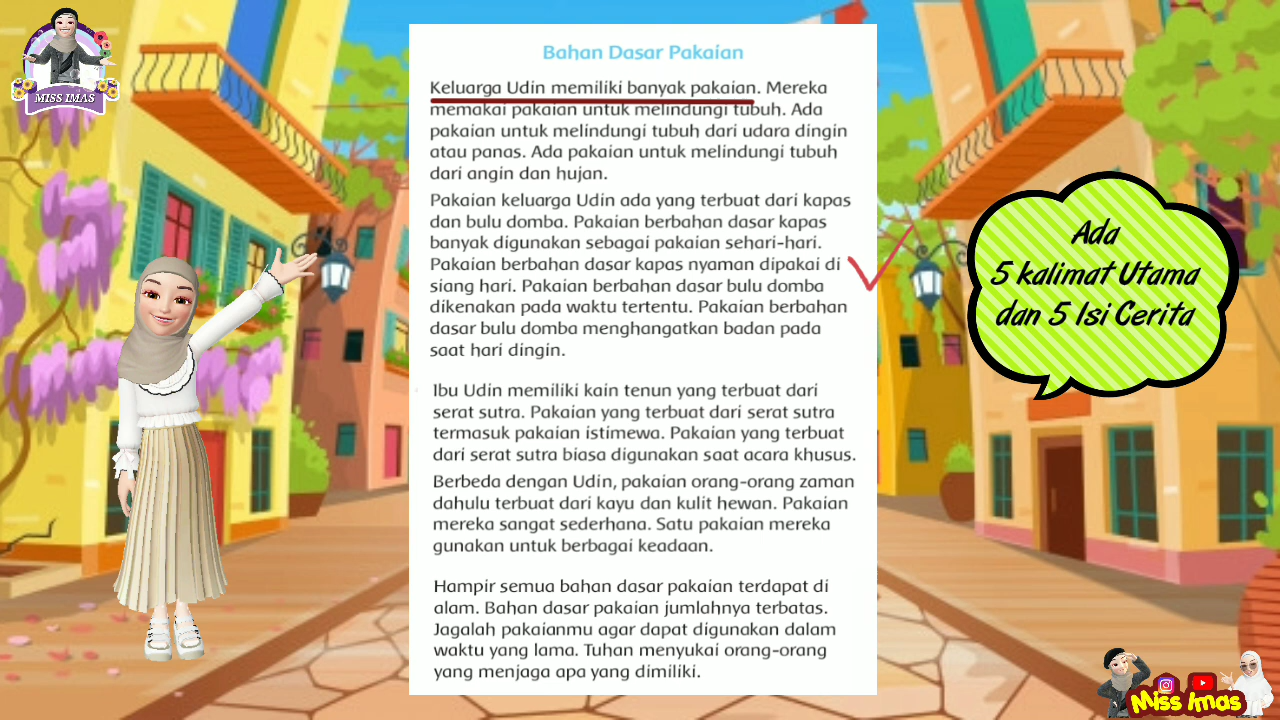 MISS IMAS
Bahan Dasar Pakaian
Keluarga Udin memiliki banyak pakaian. Mereka
memakai pakaian untuk melindungi tubuh. Ada
pakaian untuk melindungi tubuh dari udara dingin
atau panas. Ada pakaian untuk melindungi tubuh
dari angin dan hujan.
Pakaian keluarga Udin ada yang terbuat dari kapas
dan bulu domba. Pakaian berbahan dasar kapas
banyak digunakan sebagai pakaian sehari-hari.
Pakaian berbahan dasar kapas nyaman dipakai di
siang hari. Pakaian berbahan dasar bulu domba
dikenakan pada waktu tertentu. Pakaian berbahan
dasar bulu domba menghangatkan badan pada
saat hari dingin.
Ibu Udin memiliki kain tenun yang terbuat dari
serat sutra. Pakaian yang terbuat dari serat sutra
termasuk pakaian istimewa. Pakaian yang terbuat
dari serat sutra biasa digunakan saat acara khusus.
Berbeda dengan Udin, pakaian orang-orang zaman
dahulu terbuat dari kayu dan kulit hewan. Pakaian
mereka sangat sederhana. Satu pakaian mereka
gunakan untuk berbagai keadaan.
Hampir semua bahan dasar pakaian terdapat di
alam. Bahan dasar pakaian jumlahnya terbatas.
Jagalah pakaianmu agar dapat digunakan dalam
waktu yang lama. Tuhan menyukai orang-orang
yang menjaga apa yang dimiliki.
Ada
5 kalimat Utama
dan 5 Isi Cerita
Miss Imas